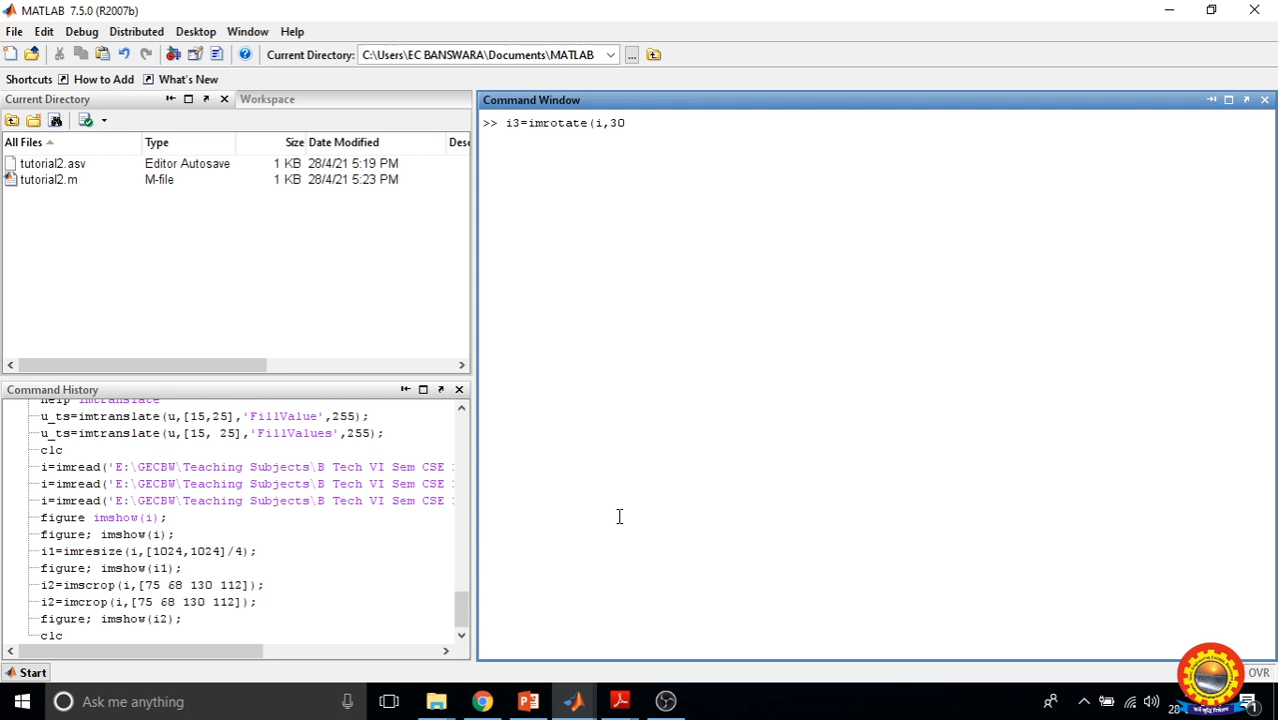 MATLAB 7.5.0 (R2007b)
File Edit Debug Distributed Desktop Window Help
Current Directory: C:\Users\EC BANSWARA\Documents\MATLAB
Shortcuts How to Add What's New
Current Directory Workspace
All Files Type Size Date Modified Desc
tutorial2.asv Editor Autosave 1 KB 28/4/21 5:19 PM
tutorial2.m M-file 1 KB 28/4/21 5:23 PM
Command History
help imtranslate
u_ts=imtranslate(u,[15,25],'FillValue',255);
u_ts=imtranslate(u,[15, 25],'FillValues',255);
clc
i=imread('E:\GECBW\Teaching Subjects\B Tech VI Sem CSE
i=imread('E:\GECBW\Teaching Subjects\B Tech VI Sem CSE
i=imread('E:\GECBW\Teaching Subjects\B Tech VI Sem CSE
figure imshow(i);
figure; imshow(i);
i1=imresize(i,[1024,1024]/4);
figure; imshow(i1);
i2=imscrop(i,[75 68 130 112]);
i2=imcrop(i,[75 68 130 112]);
figure; imshow(i2);
clc
Command Window
>> i3=imrotate(i,30
Start
OVR
Ask me anything